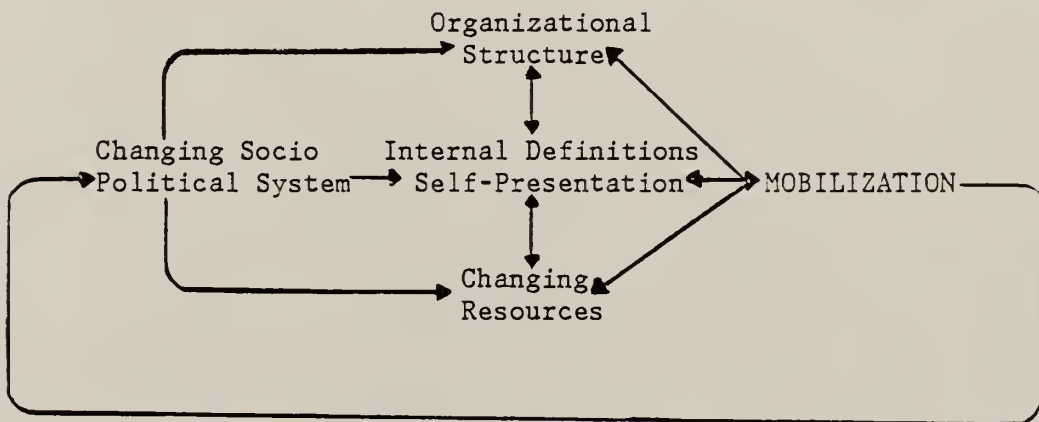 Organizational
Structure
Changing Socio
Political System
Internal Definitions
Self-Presentation
MOBILIZATION
Changing
Resources